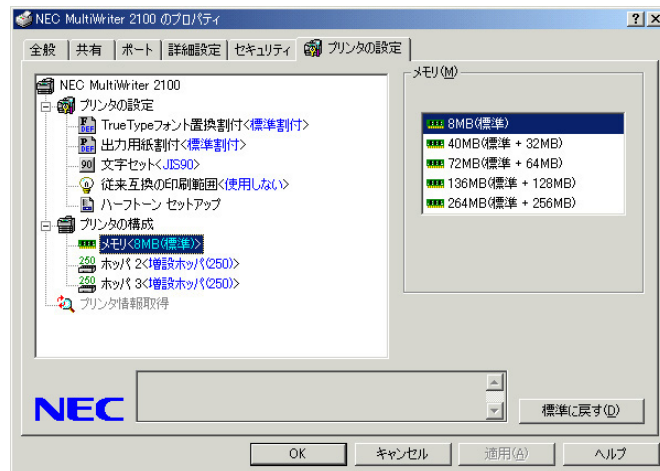 NEC MultiWriter 2100 のプロパティ
全般 共有 ポート 詳細設定 セキュリティ プリンタの設定
NEC MultiWriter 2100
プリンタの設定
TrueTypeフォント置換割付<標準割付>
出力用紙割付<標準割付>
文字セット<JIS90>
従来互換の印刷範囲<使用しない>
ハーフトーン セットアップ
プリンタの構成
メモリ<8MB(標準)>
ホッパ 2<増設ホッパ(250)>
ホッパ 3<増設ホッパ(250)>
プリンタ情報取得
メモリ(M)
8MB(標準)
40MB(標準 + 32MB)
72MB(標準 + 64MB)
136MB(標準 + 128MB)
264MB(標準 + 256MB)
NEC
標準に戻す(D)
OK キャンセル 適用(A) ヘルプ